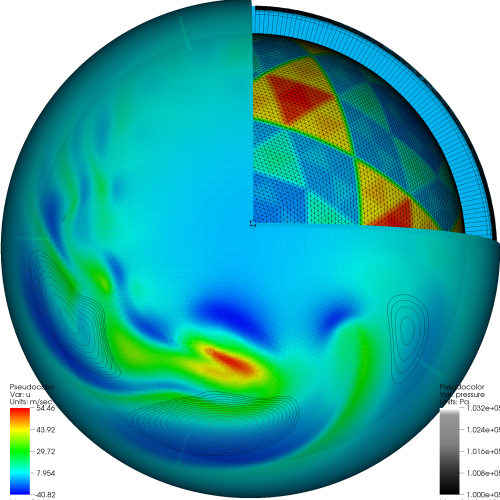 Pseudocolor
Var: u
Units: m/sec
54.46
43.92
29.72
7.954
-40.82
Pseudocolor
Var: pressure
Units: Pa
1.032e+05
1.024e+05
1.016e+05
1.008e+05
1.000e+05